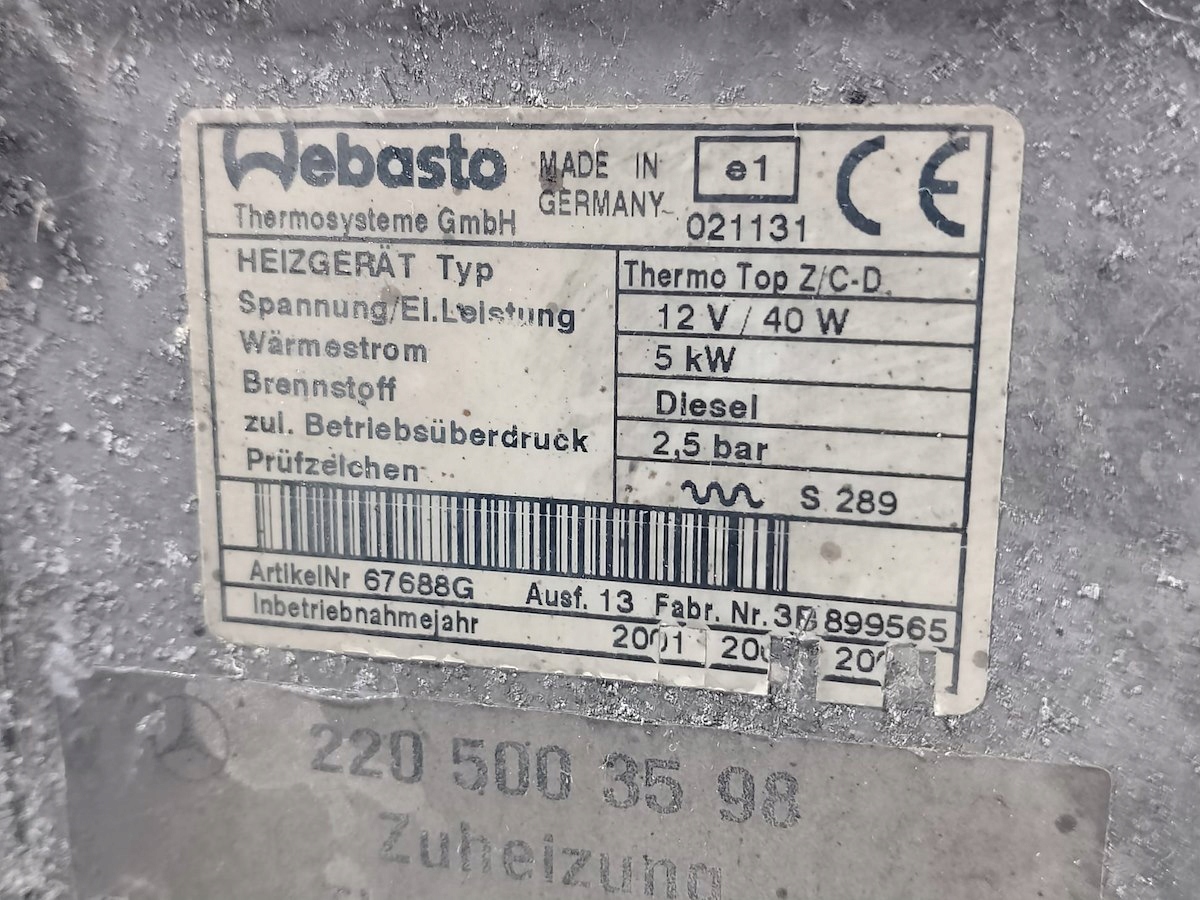 Webasto
Thermosysteme GmbH
MADE IN
GERMANY
e1
021131
CE
HEIZGERÄT Typ Thermo Top Z/C-D
Spannung/El.Leistung 12 V / 40 W
Wärmestrom 5 kW
Brennstoff Diesel
zul. Betriebsüberdruck 2,5 bar
Prüfzeichen S 289
ArtikelNr 67688G Ausf. 13 Fabr. Nr. 899565
Inbetriebnahmejahr 2001
220 500 35 98
Zuheizung